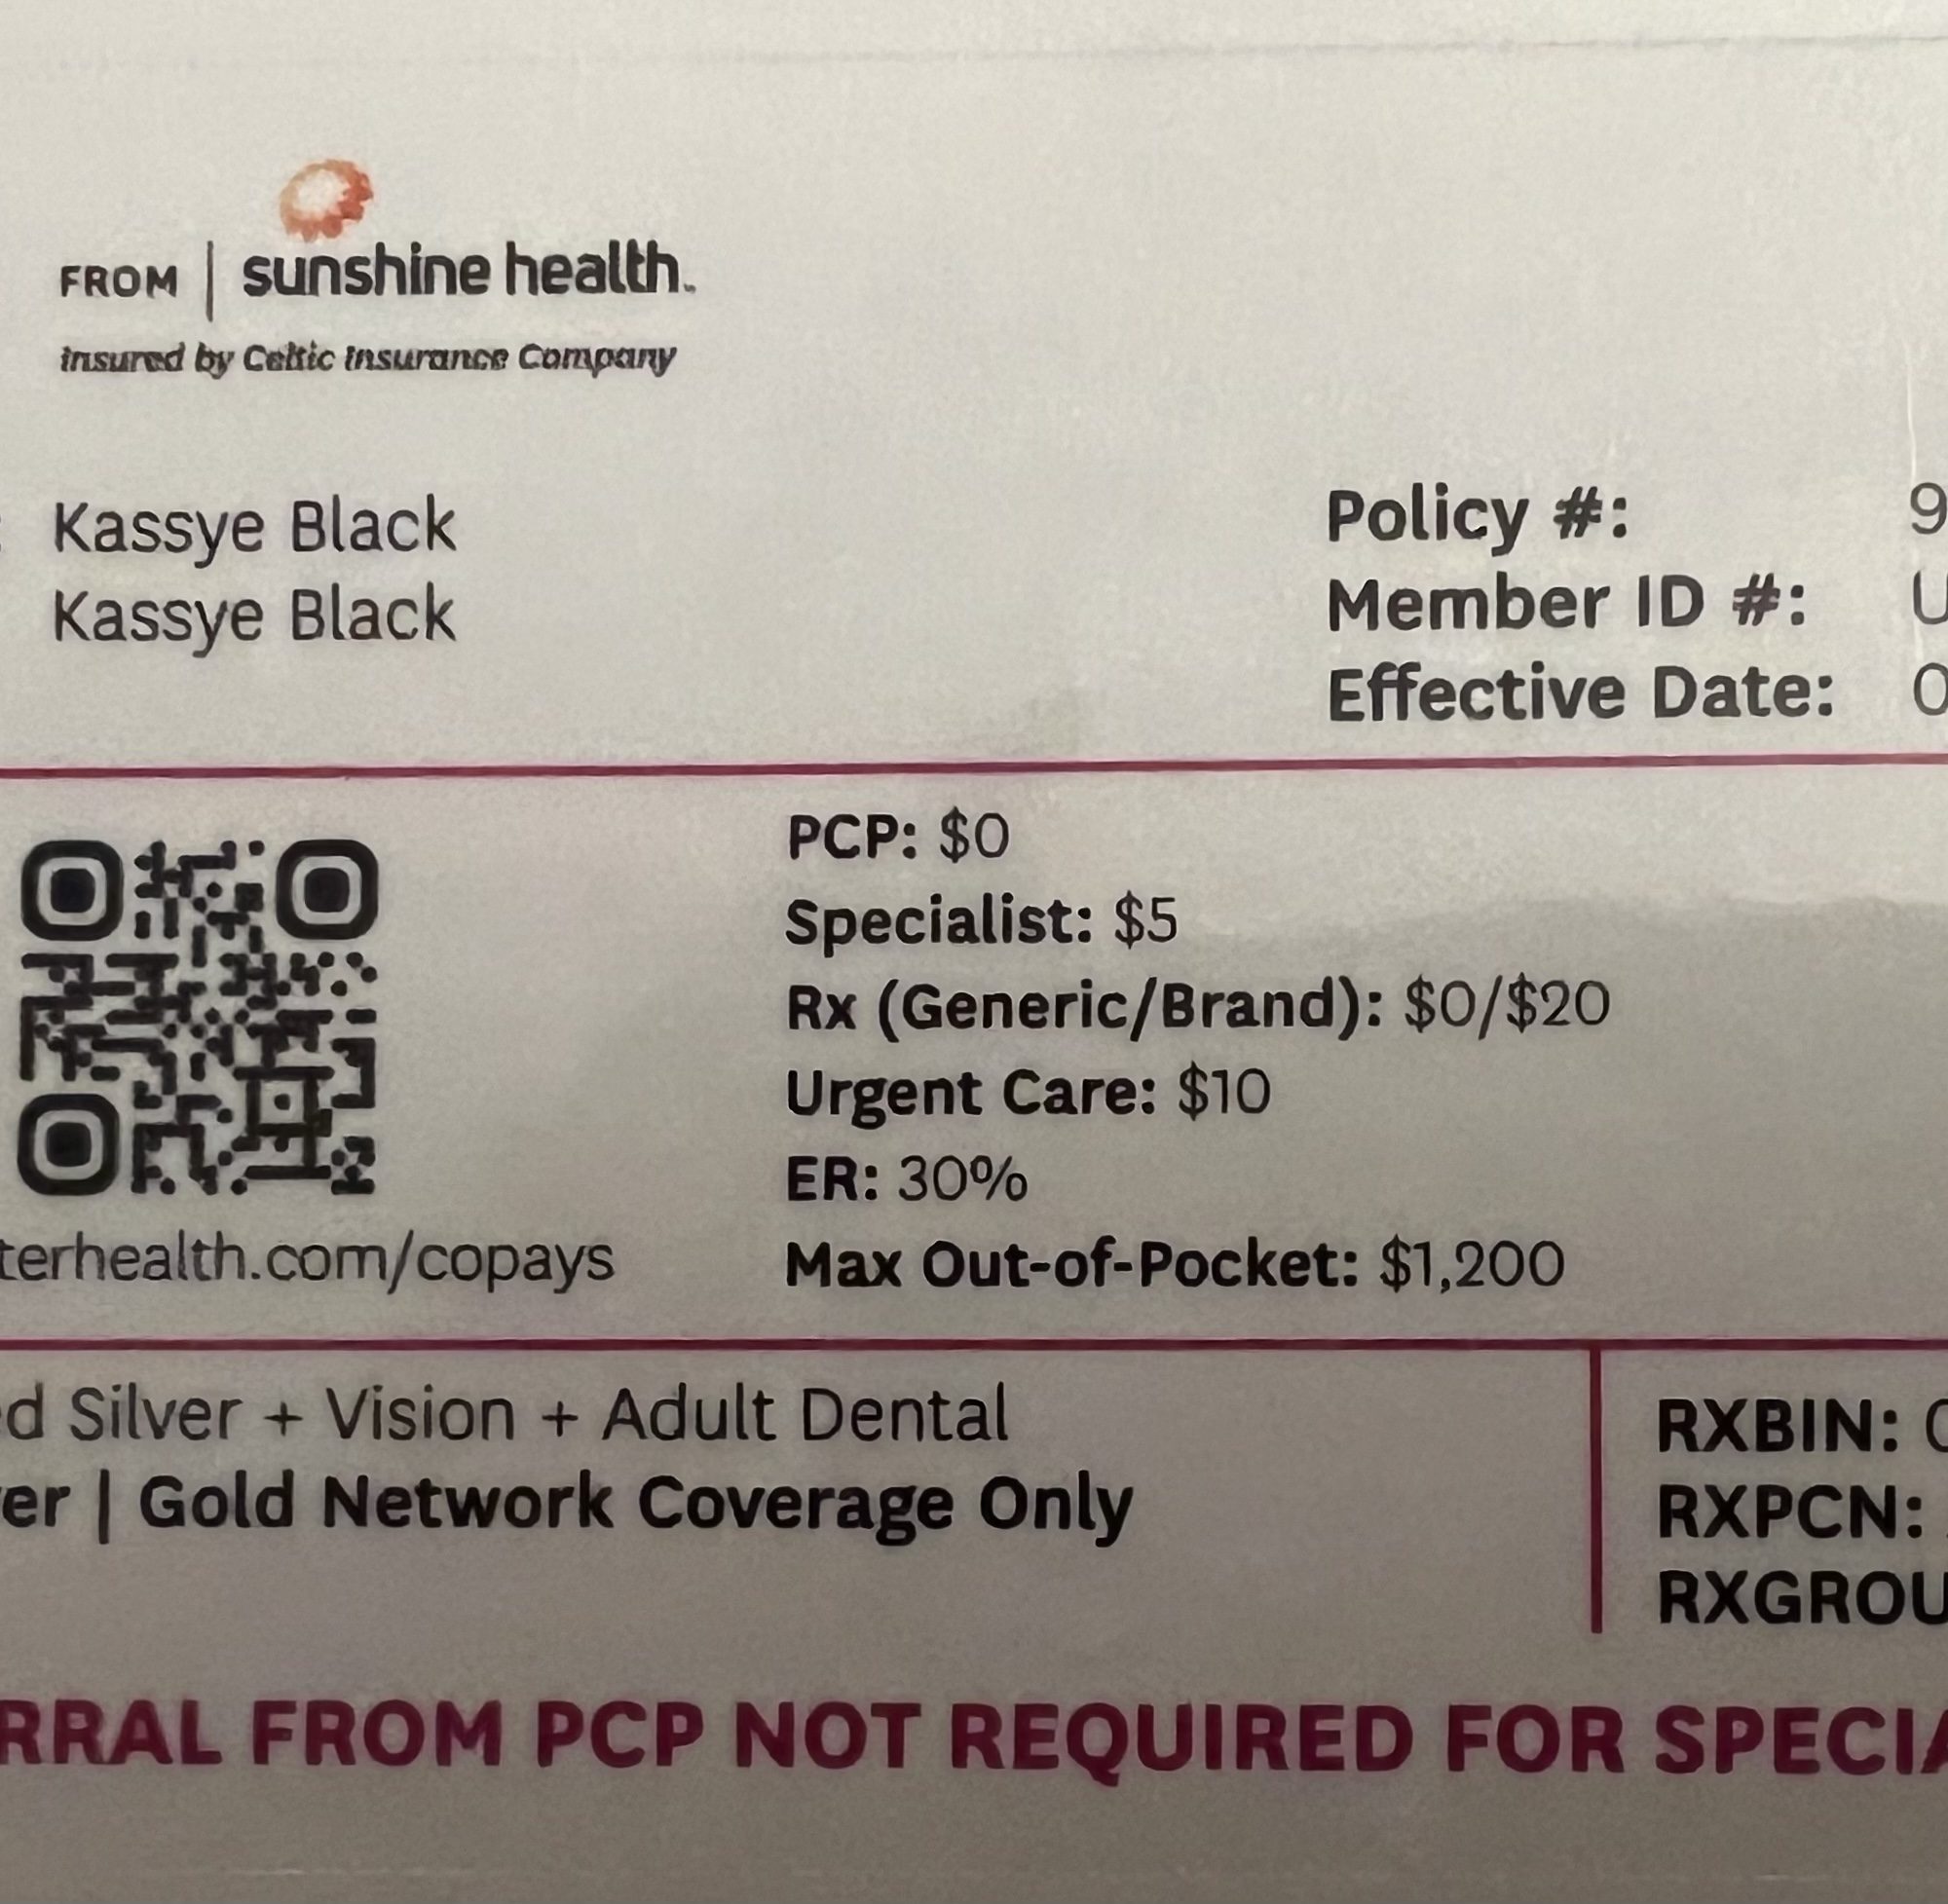 FROM | sunshine health.
Insured by Celtic Insurance Company
: Kassye Black
Kassye Black
Policy #: 9
Member ID #: U
Effective Date: 0
PCP: $0
Specialist: $5
Rx (Generic/Brand): $0/$20
Urgent Care: $10
ER: 30%
Max Out-of-Pocket: $1,200
terhealth.com/copays
ed Silver + Vision + Adult Dental
er | Gold Network Coverage Only
RXBIN: 0
RXPCN:
RXGROU
RRAL FROM PCP NOT REQUIRED FOR SPECIA